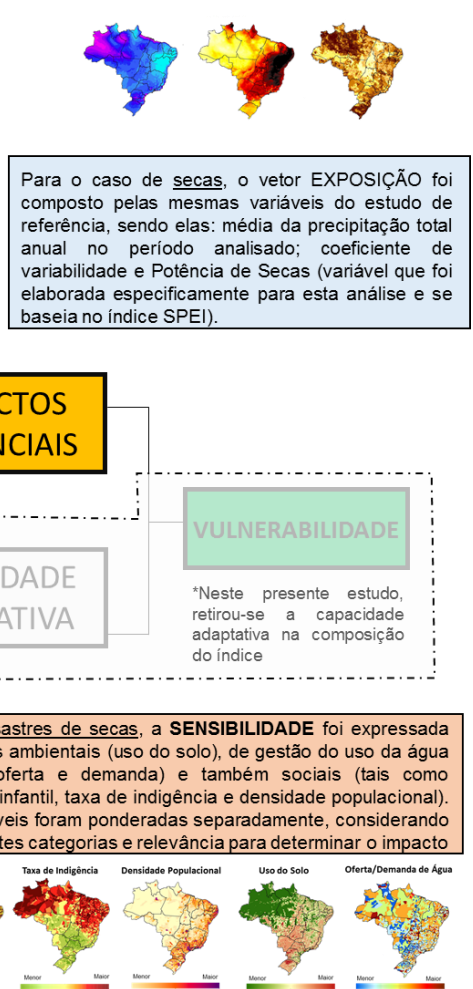 Para o caso de secas, o vetor EXPOSIÇÃO foi
composto pelas mesmas variáveis do estudo de
referência, sendo elas: média da precipitação total
anual no período analisado; coeficiente de
variabilidade e Potência de Secas (variável que foi
elaborada especificamente para esta análise e se
baseia no índice SPEI).
CTOS
NCIAIS
VULNERABILIDADE
DADE
ATIVA
*Neste presente estudo,
retirou-se a capacidade
adaptativa na composição
do índice
sastres de secas, a SENSIBILIDADE foi expressada
s ambientais (uso do solo), de gestão do uso da água
oferta e demanda) e também sociais (tais como
infantil, taxa de indigência e densidade populacional).
veis foram ponderadas separadamente, considerando
tes categorias e relevância para determinar o impacto
Taxa de Indigência Densidade Populacional Uso do Solo Oferta/Demanda de Água
Menor Maior Menor Maior Menor Maior Menor Maior